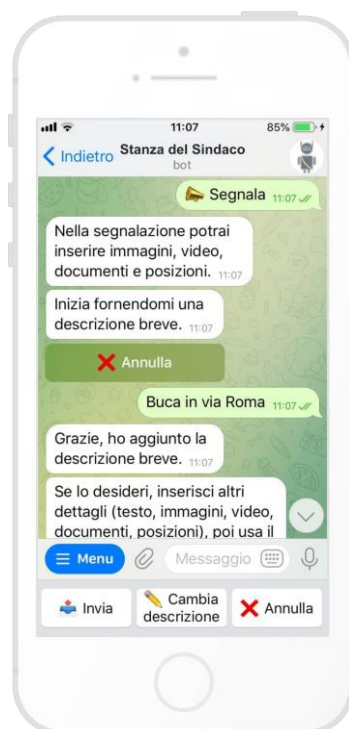 11:07
85%
Indietro
Stanza del Sindaco
bot
Segnala 11:07
Nella segnalazione potrai
inserire immagini, video,
documenti e posizioni. 11:07
Inizia fornendomi una
descrizione breve. 11:07
Annulla
Buca in via Roma 11:07
Grazie, ho aggiunto la
descrizione breve. 11:07
Se lo desideri, inserisci altri
dettagli (testo, immagini, video,
documenti, posizioni), poi usa il
Menu
Messaggio
Invia
Cambia
descrizione
Annulla